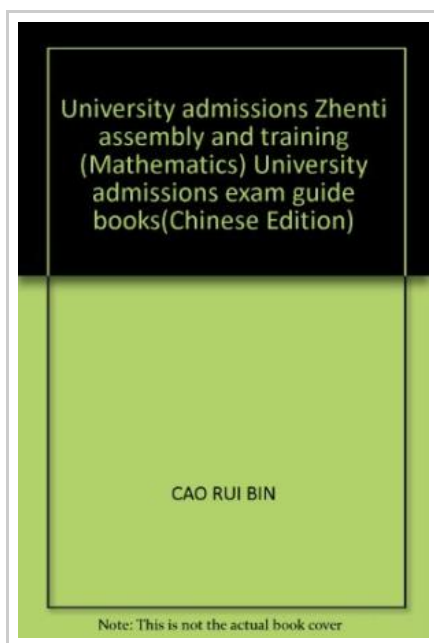 University admissions Zhenti
assembly and training
(Mathematics) University
admissions exam guide
books(Chinese Edition)
CAO RUI BIN
Note: This is not the actual book cover